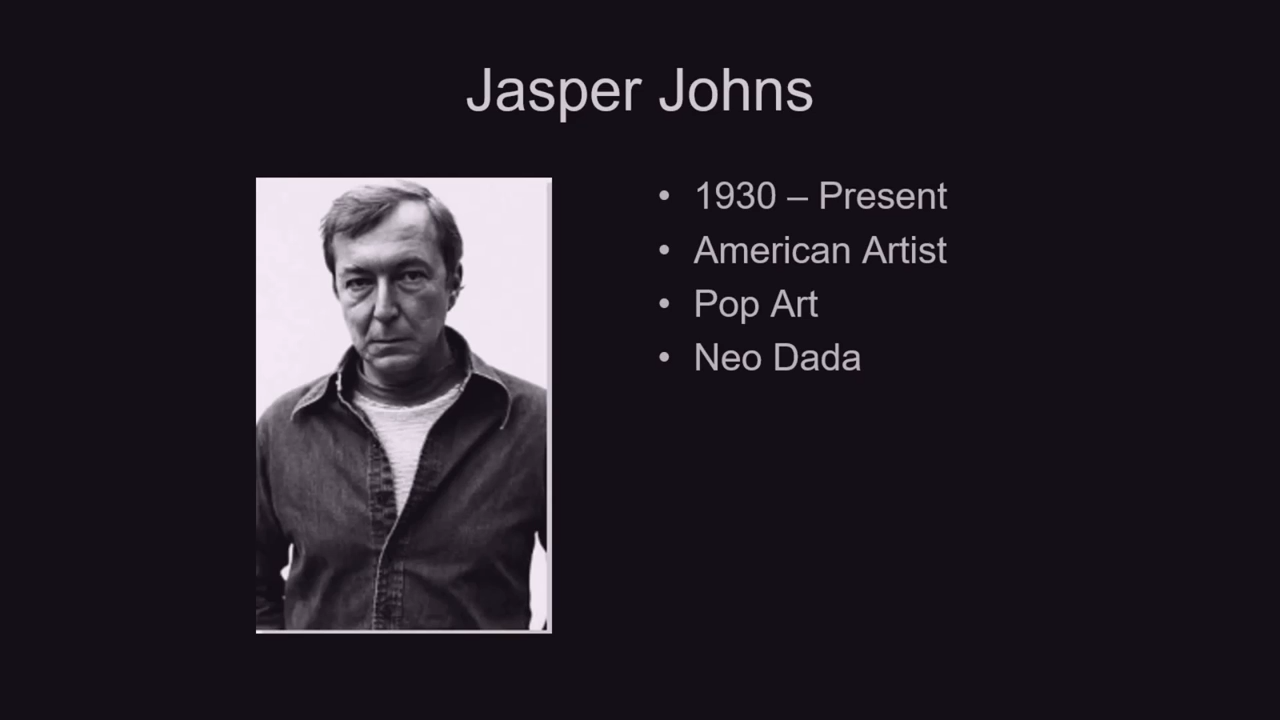 Jasper Johns
• 1930 – Present
• American Artist
• Pop Art
• Neo Dada